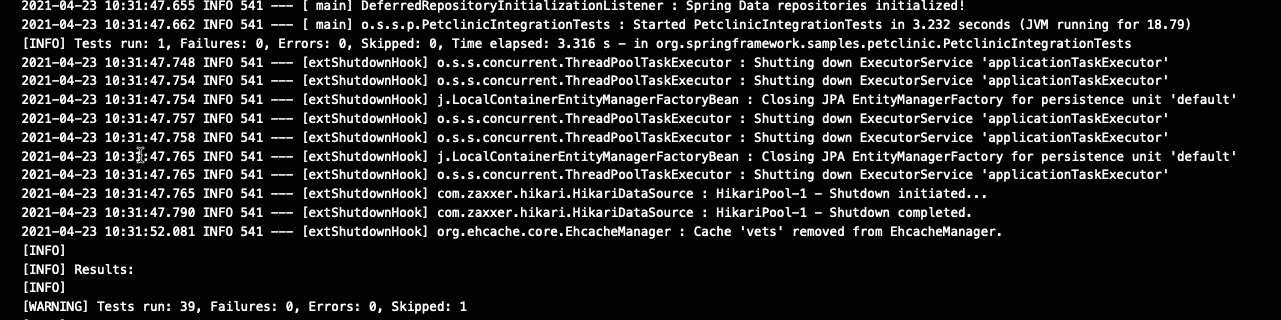 2021-04-23 10:31:47.655 INFO 541 --- [ main] DeferredRepositoryInitializationListener : Spring Data repositories initialized!
2021-04-23 10:31:47.662 INFO 541 --- [ main] o.s.s.p.PetclinicIntegrationTests : Started PetclinicIntegrationTests in 3.232 seconds (JVM running for 18.79)
[INFO] Tests run: 1, Failures: 0, Errors: 0, Skipped: 0, Time elapsed: 3.316 s - in org.springframework.samples.petclinic.PetclinicIntegrationTests
2021-04-23 10:31:47.748 INFO 541 --- [extShutdownHook] o.s.s.concurrent.ThreadPoolTaskExecutor : Shutting down ExecutorService 'applicationTaskExecutor'
2021-04-23 10:31:47.754 INFO 541 --- [extShutdownHook] o.s.s.concurrent.ThreadPoolTaskExecutor : Shutting down ExecutorService 'applicationTaskExecutor'
2021-04-23 10:31:47.754 INFO 541 --- [extShutdownHook] j.LocalContainerEntityManagerFactoryBean : Closing JPA EntityManagerFactory for persistence unit 'default'
2021-04-23 10:31:47.757 INFO 541 --- [extShutdownHook] o.s.s.concurrent.ThreadPoolTaskExecutor : Shutting down ExecutorService 'applicationTaskExecutor'
2021-04-23 10:31:47.758 INFO 541 --- [extShutdownHook] o.s.s.concurrent.ThreadPoolTaskExecutor : Shutting down ExecutorService 'applicationTaskExecutor'
2021-04-23 10:31:47.765 INFO 541 --- [extShutdownHook] j.LocalContainerEntityManagerFactoryBean : Closing JPA EntityManagerFactory for persistence unit 'default'
2021-04-23 10:31:47.765 INFO 541 --- [extShutdownHook] o.s.s.concurrent.ThreadPoolTaskExecutor : Shutting down ExecutorService 'applicationTaskExecutor'
2021-04-23 10:31:47.765 INFO 541 --- [extShutdownHook] com.zaxxer.hikari.HikariDataSource : HikariPool-1 - Shutdown initiated...
2021-04-23 10:31:47.790 INFO 541 --- [extShutdownHook] com.zaxxer.hikari.HikariDataSource : HikariPool-1 - Shutdown completed.
2021-04-23 10:31:52.081 INFO 541 --- [extShutdownHook] org.ehcache.core.EhcacheManager : Cache 'vets' removed from EhcacheManager.
[INFO]
[INFO] Results:
[INFO]
[WARNING] Tests run: 39, Failures: 0, Errors: 0, Skipped: 1